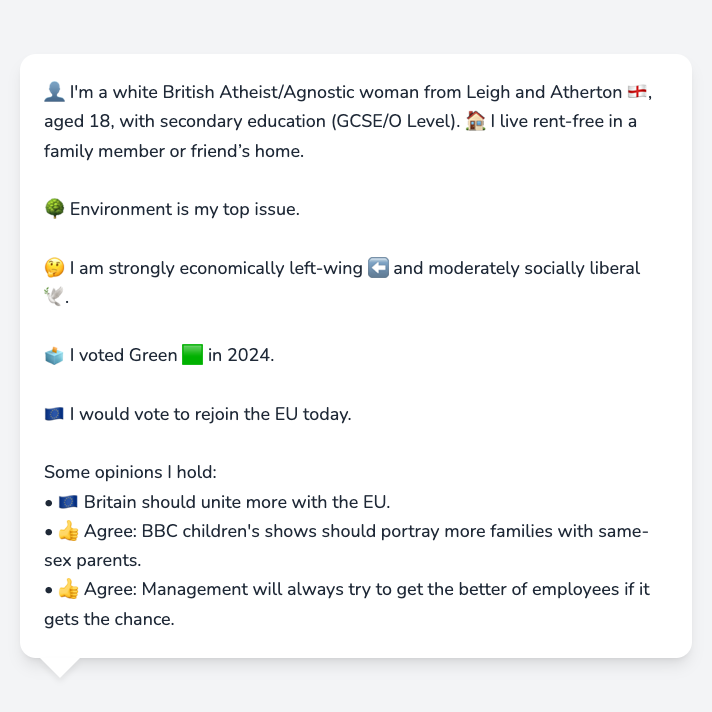 👤 I'm a white British Atheist/Agnostic woman from Leigh and Atherton 🏴󠁧󠁢󠁥󠁮󠁧󠁿,
aged 18, with secondary education (GCSE/O Level). 🏠 I live rent-free in a
family member or friend’s home.
🌳 Environment is my top issue.
🤔 I am strongly economically left-wing ⬅️ and moderately socially liberal
🕊️.
🗳️ I voted Green 🟩 in 2024.
🇪🇺 I would vote to rejoin the EU today.
Some opinions I hold:
• 🇪🇺 Britain should unite more with the EU.
• 👍 Agree: BBC children's shows should portray more families with same-
sex parents.
• 👍 Agree: Management will always try to get the better of employees if it
gets the chance.